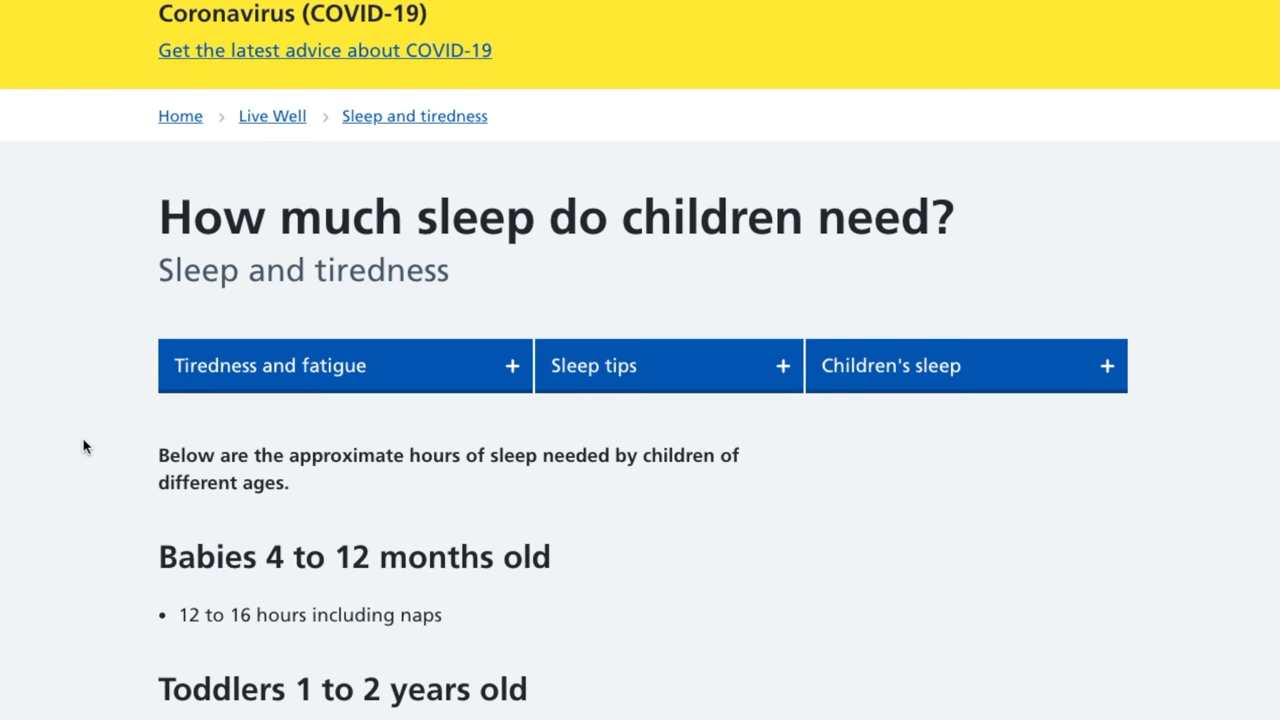 Coronavirus (COVID-19)
Get the latest advice about COVID-19
Home > Live Well > Sleep and tiredness
How much sleep do children need?
Sleep and tiredness
Tiredness and fatigue + Sleep tips + Children's sleep +
Below are the approximate hours of sleep needed by children of
different ages.
Babies 4 to 12 months old
• 12 to 16 hours including naps
Toddlers 1 to 2 years old